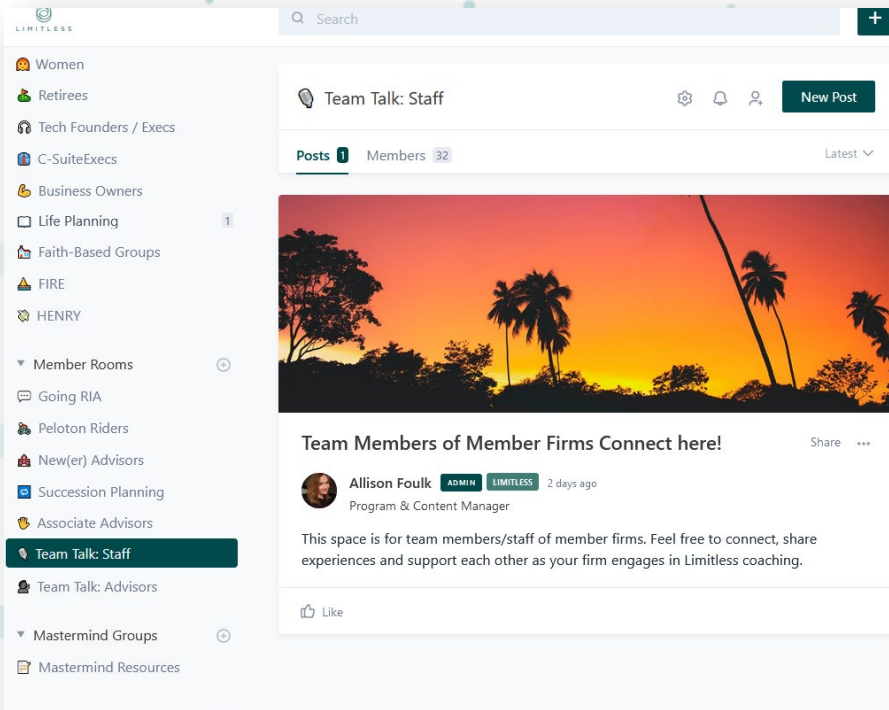 LIMITLESS
Search
+
Women
Retirees
Tech Founders / Execs
C-SuiteExecs
Business Owners
Life Planning 1
Faith-Based Groups
FIRE
HENRY
Member Rooms
Going RIA
Peloton Riders
New(er) Advisors
Succession Planning
Associate Advisors
Team Talk: Staff
Team Talk: Advisors
Mastermind Groups
Mastermind Resources
Team Talk: Staff
New Post
Posts 1 Members 32 Latest
Team Members of Member Firms Connect here!
Share ...
Allison Foulk ADMIN LIMITLESS 2 days ago
Program & Content Manager
This space is for team members/staff of member firms. Feel free to connect, share
experiences and support each other as your firm engages in Limitless coaching.
Like